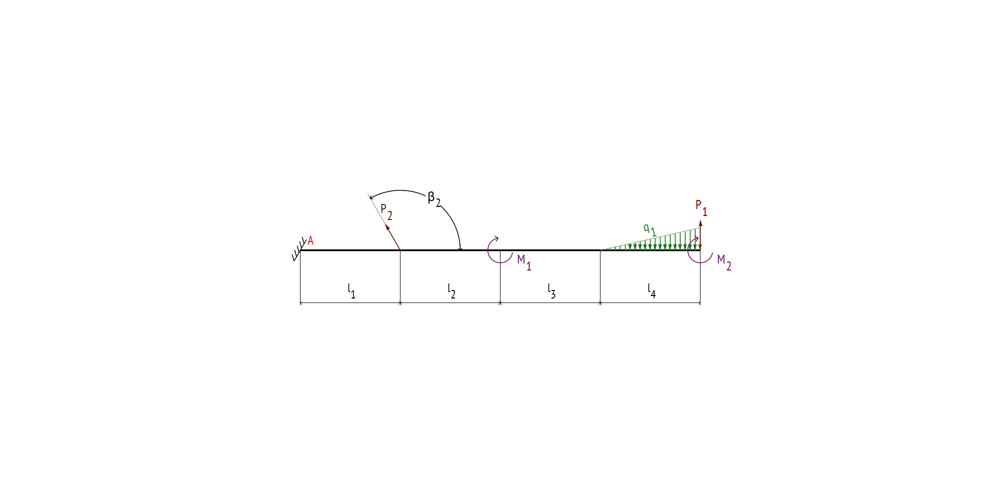 β₂
P₂
P₁
q₁
A
M₁
M₂
l₁
l₂
l₃
l₄